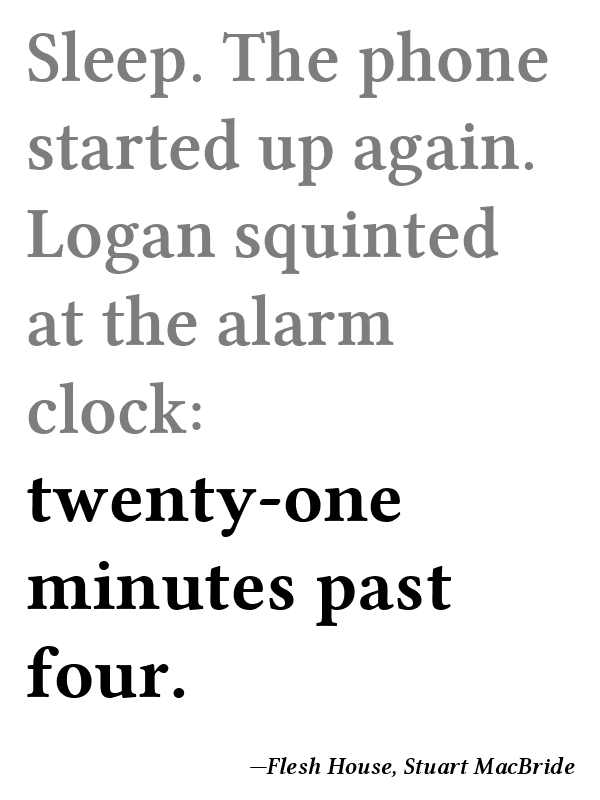 Sleep. The phone
started up again.
Logan squinted
at the alarm
clock:
twenty-one
minutes past
four.
—Flesh House, Stuart MacBride